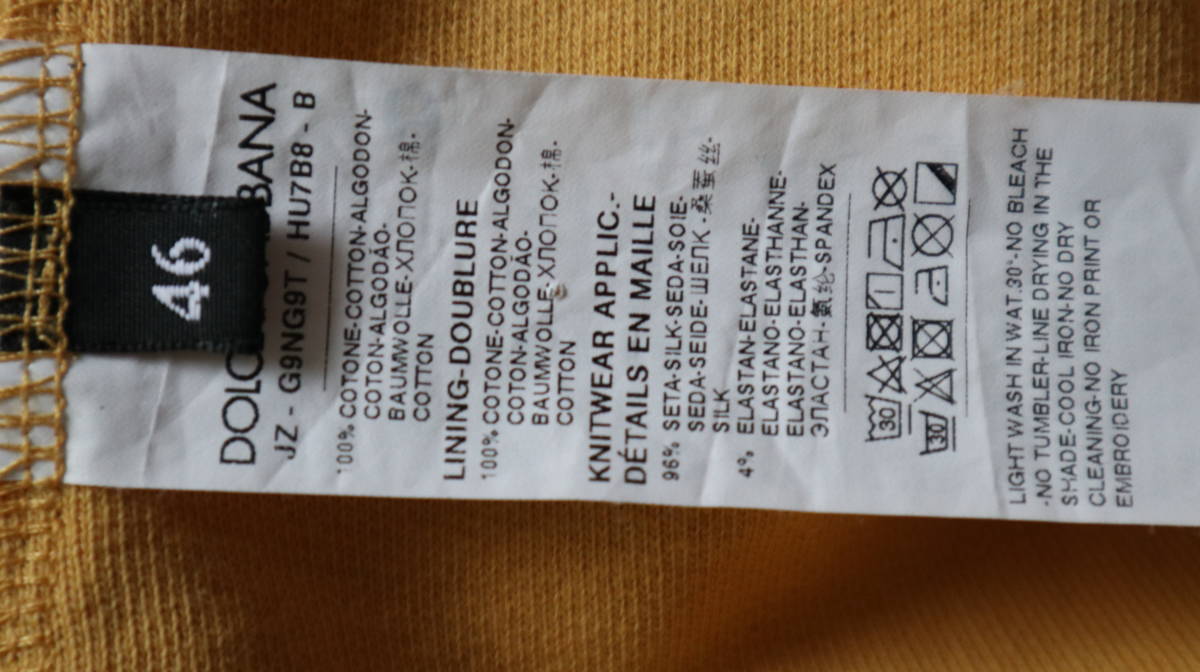 46
DOLC BANA
JZ - G9NG9T / HU7B8 - B
100% COTONE-COTTON-ALGODON-
COTON-ALGODÃO-
BAUMWOLLE-ХЛОПОК-棉-
COTTON
LINING-DOUBLURE
100% COTONE-COTTON-ALGODON-
COTON-ALGODÃO-
BAUMWOLLE-ХЛОПОК-棉-
COTTON
KNITWEAR APPLIC.-
DÉTAILS EN MAILLE
96% SETA-SILK-SEDA-SOIE-
SEDA-SEIDE-ШЕЛК-桑蚕丝-
SILK
4% ELASTAN-ELASTANE-
ELASTANO-ELASTHANNE-
ELASTANO-ELASTHAN-
ЭЛАСТАН-氨纶-SPANDEX
30 1
30
LIGHT WASH IN WAT.30°-NO BLEACH
-NO TUMBLER-LINE DRYING IN THE
SHADE-COOL IRON-NO DRY
CLEANING-NO IRON PRINT OR
EMBROIDERY